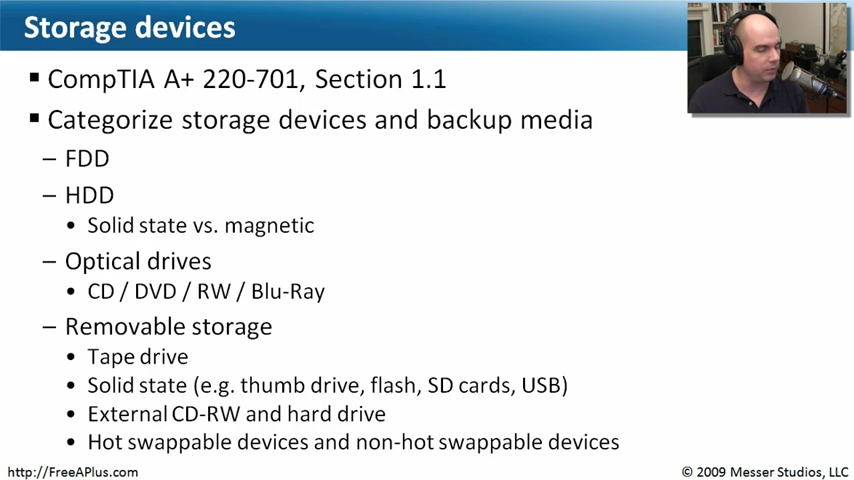 Storage devices
▪ CompTIA A+ 220-701, Section 1.1
▪ Categorize storage devices and backup media
– FDD
– HDD
• Solid state vs. magnetic
– Optical drives
• CD / DVD / RW / Blu-Ray
– Removable storage
• Tape drive
• Solid state (e.g. thumb drive, flash, SD cards, USB)
• External CD-RW and hard drive
• Hot swappable devices and non-hot swappable devices
http://FreeAPlus.com
© 2009 Messer Studios, LLC